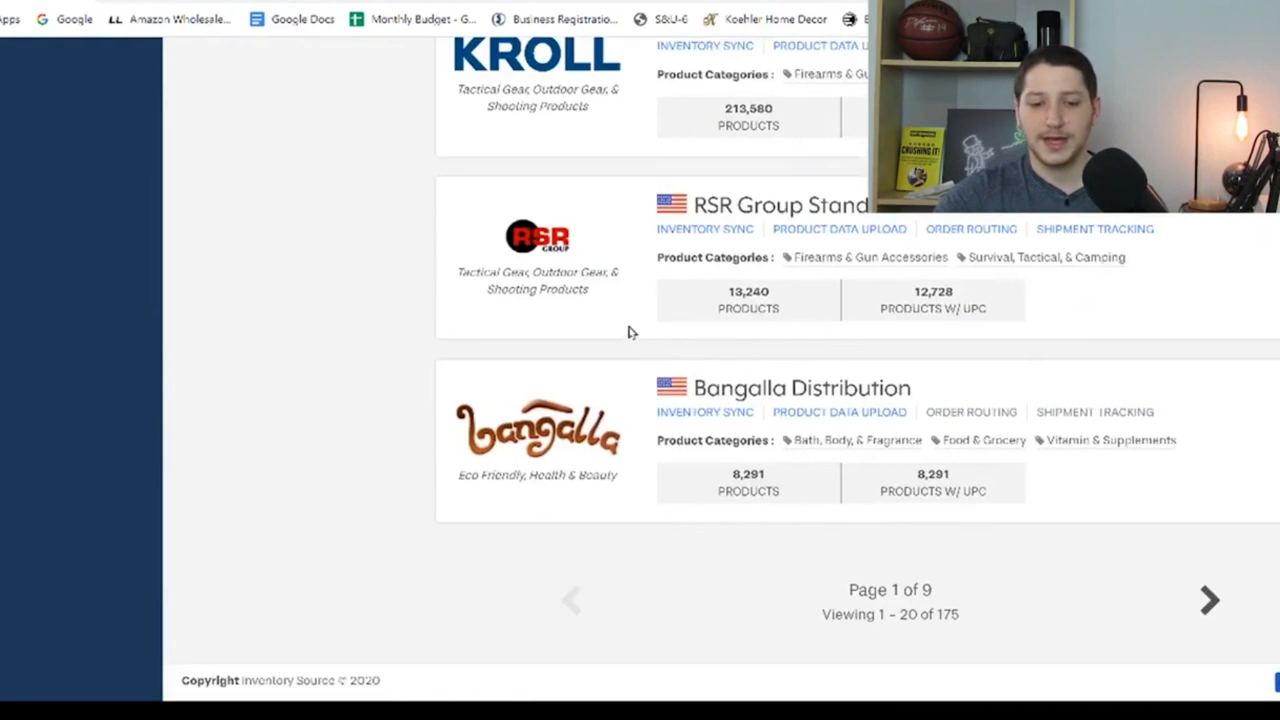 Apps
Google
LL Amazon Wholesale...
Google Docs
Monthly Budget - G...
Business Registratio...
S&U-6
Koehler Home Decor
KROLL
Tactical Gear, Outdoor Gear, &
Shooting Products
INVENTORY SYNC
PRODUCT DATA U
Product Categories :
Firearms & Gu
213,580
PRODUCTS
CRUSHING IT!
RSR
GROUP
Tactical Gear, Outdoor Gear, &
Shooting Products
RSR Group Stand
INVENTORY SYNC
PRODUCT DATA UPLOAD
ORDER ROUTING
SHIPMENT TRACKING
Product Categories :
Firearms & Gun Accessories
Survival, Tactical, & Camping
13,240
PRODUCTS
12,728
PRODUCTS W/ UPC
bangalla
Eco Friendly, Health & Beauty
Bangalla Distribution
INVENTORY SYNC
PRODUCT DATA UPLOAD
ORDER ROUTING
SHIPMENT TRACKING
Product Categories :
Bath, Body, & Fragrance
Food & Grocery
Vitamin & Supplements
8,291
PRODUCTS
8,291
PRODUCTS W/ UPC
Page 1 of 9
Viewing 1 - 20 of 175
Copyright Inventory Source © 2020